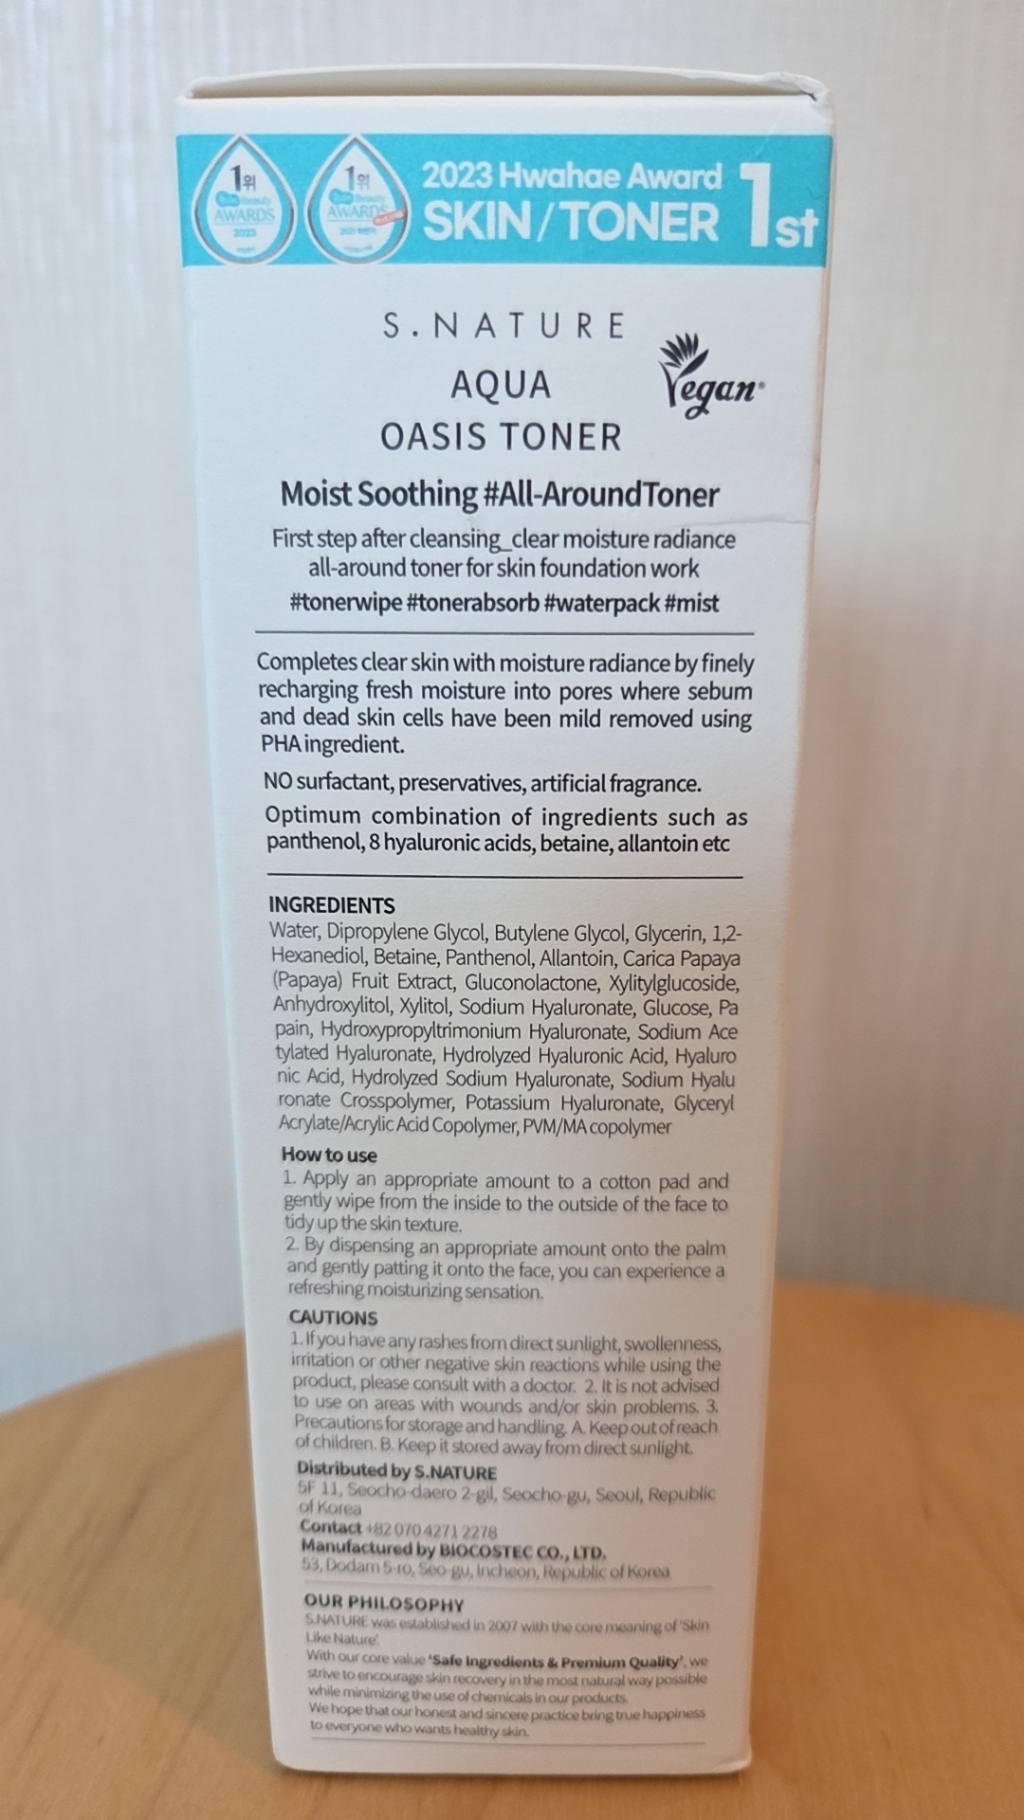 1위
AWARDS
2023
1위
Beauty
AWARDS
2023 Hwahae Award
SKIN/TONER
1st
S.NATURE
AQUA
OASIS TONER
Vegan
Moist Soothing #All-AroundToner
First step after cleansing_clear moisture radiance
all-around toner for skin foundation work
#tonerwipe #tonerabsorb #waterpack #mist
Completes clear skin with moisture radiance by finely
recharging fresh moisture into pores where sebum
and dead skin cells have been mild removed using
PHA ingredient.
NO surfactant, preservatives, artificial fragrance.
Optimum combination of ingredients such as
panthenol, 8 hyaluronic acids, betaine, allantoin etc
INGREDIENTS
Water, Dipropylene Glycol, Butylene Glycol, Glycerin, 1,2-
Hexanediol, Betaine, Panthenol, Allantoin, Carica Papaya
(Papaya) Fruit Extract, Gluconolactone, Xylitylglucoside,
Anhydroxylitol, Xylitol, Sodium Hyaluronate, Glucose, Pa
pain, Hydroxypropyltrimonium Hyaluronate, Sodium Ace
tylated Hyaluronate, Hydrolyzed Hyaluronic Acid, Hyaluro
nic Acid, Hydrolyzed Sodium Hyaluronate, Sodium Hyalu
ronate Crosspolymer, Potassium Hyaluronate, Glyceryl
Acrylate/Acrylic Acid Copolymer, PVM/MA copolymer
How to use
1. Apply an appropriate amount to a cotton pad and
gently wipe from the inside to the outside of the face to
tidy up the skin texture.
2. By dispensing an appropriate amount onto the palm
and gently patting it onto the face, you can experience a
refreshing moisturizing sensation.
CAUTIONS
1. If you have any rashes from direct sunlight, swollenness,
irritation or other negative skin reactions while using the
product, please consult with a doctor. 2. It is not advised
to use on areas with wounds and/or skin problems. 3.
Precautions for storage and handling. A. Keep out of reach
of children. B. Keep it stored away from direct sunlight.
Distributed by S.NATURE
5F 11, Seocho-daero 2-gil, Seocho-gu, Seoul, Republic
of Korea
Contact +82 070 4271 2278
Manufactured by BIOCOSTEC CO., LTD.
53, Dodam 5-ro, Seo-gu, Incheon, Republic of Korea
OUR PHILOSOPHY
S.NATURE was established in 2007 with the core meaning of 'Skin
Like Nature'.
With our core value 'Safe Ingredients & Premium Quality', we
strive to encourage skin recovery in the most natural way possible
while minimizing the use of chemicals in our products.
We hope that our honest and sincere practice bring true happiness
to everyone who wants healthy skin.